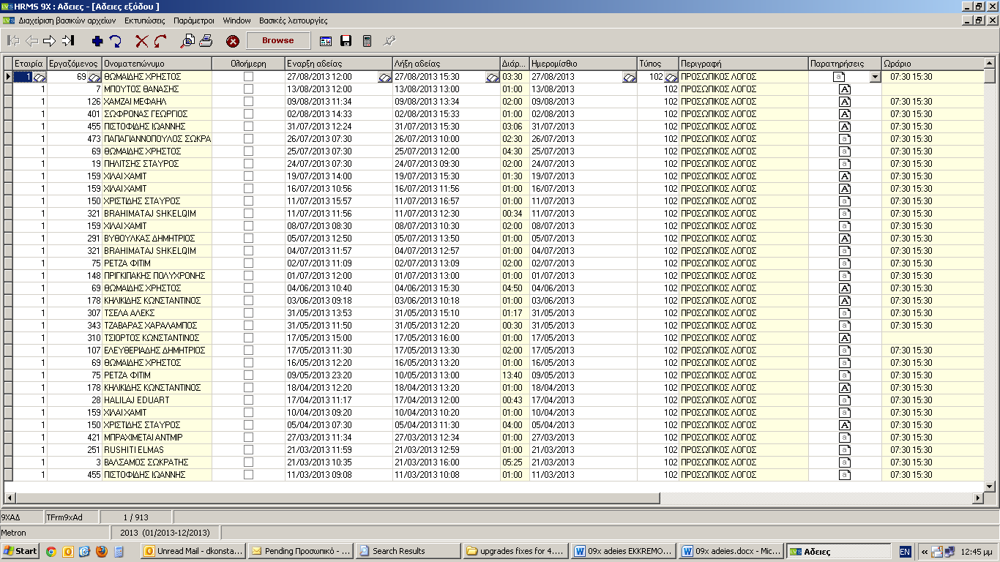 HRMS 9X : Αδειες - [Αδειες εξόδου ]
Διαχείριση βασικών αρχείων Εκτυπώσεις Παράμετροι Window Βασικές λειτουργίες
Browse
Εταιρία Εργαζόμενος Ονοματεπώνυμο Ολοήμερη Εναρξη αδείας Λήξη αδείας Διάρ... Ημερομίσθιο Τύπος Περιγραφή Παρατηρήσεις Ωράριο
1 69 ΘΩΜΑΙΔΗΣ ΧΡΗΣΤΟΣ 27/08/2013 12:00 27/08/2013 15:30 03:30 27/08/2013 102 ΠΡΟΣΩΠΙΚΟΣ ΛΟΓΟΣ a 07:30 15:30
1 7 ΜΠΟΥΤΟΣ ΘΑΝΑΣΗΣ 13/08/2013 12:00 13/08/2013 13:00 01:00 13/08/2013 102 ΠΡΟΣΩΠΙΚΟΣ ΛΟΓΟΣ A
1 126 ΧΑΜΖΑΙ ΜΕΦΑΗΛ 09/08/2013 11:34 09/08/2013 13:34 02:00 09/08/2013 102 ΠΡΟΣΩΠΙΚΟΣ ΛΟΓΟΣ A 07:30 15:30
1 401 ΣΩΦΡΟΝΑΣ ΓΕΩΡΓΙΟΣ 02/08/2013 14:33 02/08/2013 15:33 01:00 02/08/2013 102 ΠΡΟΣΩΠΙΚΟΣ ΛΟΓΟΣ A 07:30 15:30
1 455 ΠΙΣΤΟΦΙΔΗΣ ΙΩΑΝΝΗΣ 31/07/2013 12:24 31/07/2013 15:30 03:06 31/07/2013 102 ΠΡΟΣΩΠΙΚΟΣ ΛΟΓΟΣ A 07:30 15:30
1 473 ΠΑΠΑΓΙΑΝΝΟΠΟΥΛΟΣ ΣΩΚΡΑ 26/07/2013 07:30 26/07/2013 10:00 02:30 26/07/2013 102 ΠΡΟΣΩΠΙΚΟΣ ΛΟΓΟΣ a 07:30 15:30
1 69 ΘΩΜΑΙΔΗΣ ΧΡΗΣΤΟΣ 25/07/2013 07:30 25/07/2013 12:00 04:30 25/07/2013 102 ΠΡΟΣΩΠΙΚΟΣ ΛΟΓΟΣ a 07:30 15:30
1 19 ΠΗΛΙΤΣΗΣ ΣΤΑΥΡΟΣ 24/07/2013 07:30 24/07/2013 09:30 02:00 24/07/2013 102 ΠΡΟΣΩΠΙΚΟΣ ΛΟΓΟΣ a 07:30 15:30
1 159 ΧΙΛΑΙ ΧΑΜΙΤ 19/07/2013 14:00 19/07/2013 15:30 01:30 19/07/2013 102 ΠΡΟΣΩΠΙΚΟΣ ΛΟΓΟΣ A 07:30 15:30
1 159 ΧΙΛΑΙ ΧΑΜΙΤ 16/07/2013 10:56 16/07/2013 11:56 01:00 16/07/2013 102 ΠΡΟΣΩΠΙΚΟΣ ΛΟΓΟΣ A 07:30 15:30
1 150 ΧΡΙΣΤΙΔΗΣ ΣΤΑΥΡΟΣ 11/07/2013 15:57 11/07/2013 16:57 01:00 11/07/2013 102 ΠΡΟΣΩΠΙΚΟΣ ΛΟΓΟΣ a 07:30 15:30
1 321 BRAHIMATAJ SHKELQIM 11/07/2013 11:56 11/07/2013 12:30 00:34 11/07/2013 102 ΠΡΟΣΩΠΙΚΟΣ ΛΟΓΟΣ a 07:30 15:30
1 159 ΧΙΛΑΙ ΧΑΜΙΤ 08/07/2013 08:30 08/07/2013 10:30 02:00 08/07/2013 102 ΠΡΟΣΩΠΙΚΟΣ ΛΟΓΟΣ a 07:30 15:30
1 291 ΒΥΘΟΥΛΚΑΣ ΔΗΜΗΤΡΙΟΣ 05/07/2013 12:50 05/07/2013 13:50 01:00 05/07/2013 102 ΠΡΟΣΩΠΙΚΟΣ ΛΟΓΟΣ A 07:30 15:30
1 321 BRAHIMATAJ SHKELQIM 04/07/2013 11:57 04/07/2013 12:57 01:00 04/07/2013 102 ΠΡΟΣΩΠΙΚΟΣ ΛΟΓΟΣ a 07:30 15:30
1 75 ΡΕΤΖΑ ΦΙΤΙΜ 02/07/2013 11:09 02/07/2013 13:09 02:00 02/07/2013 102 ΠΡΟΣΩΠΙΚΟΣ ΛΟΓΟΣ a 07:30 15:30
1 148 ΠΡΙΓΚΙΠΑΚΗΣ ΠΟΛΥΧΡΟΝΗΣ 01/07/2013 12:00 01/07/2013 13:00 01:00 01/07/2013 102 ΠΡΟΣΩΠΙΚΟΣ ΛΟΓΟΣ a 07:30 15:30
1 69 ΘΩΜΑΙΔΗΣ ΧΡΗΣΤΟΣ 04/06/2013 10:40 04/06/2013 15:30 04:50 04/06/2013 102 ΠΡΟΣΩΠΙΚΟΣ ΛΟΓΟΣ A 07:30 15:30
1 178 ΚΗΛΙΚΙΔΗΣ ΚΩΝΣΤΑΝΤΙΝΟΣ 03/06/2013 09:18 03/06/2013 10:18 01:00 03/06/2013 102 ΠΡΟΣΩΠΙΚΟΣ ΛΟΓΟΣ A 07:30 15:30
1 307 ΤΣΕΛΑ ΑΛΕΚΣ 31/05/2013 13:53 31/05/2013 15:10 01:17 31/05/2013 102 ΠΡΟΣΩΠΙΚΟΣ ΛΟΓΟΣ a 07:30 15:30
1 343 ΤΖΑΒΑΡΑΣ ΧΑΡΑΛΑΜΠΟΣ 31/05/2013 11:50 31/05/2013 12:20 00:30 31/05/2013 102 ΠΡΟΣΩΠΙΚΟΣ ΛΟΓΟΣ a 07:30 15:30
1 310 ΤΣΙΟΡΤΟΣ ΚΩΝΣΤΑΝΤΙΝΟΣ 17/05/2013 15:00 17/05/2013 16:00 01:00 17/05/2013 102 ΠΡΟΣΩΠΙΚΟΣ ΛΟΓΟΣ A
1 107 ΕΛΕΥΘΕΡΙΑΔΗΣ ΔΗΜΗΤΡΙΟΣ 17/05/2013 11:30 17/05/2013 13:30 02:00 17/05/2013 102 ΠΡΟΣΩΠΙΚΟΣ ΛΟΓΟΣ a 07:30 15:30
1 69 ΘΩΜΑΙΔΗΣ ΧΡΗΣΤΟΣ 16/05/2013 12:20 16/05/2013 13:20 01:00 16/05/2013 102 ΠΡΟΣΩΠΙΚΟΣ ΛΟΓΟΣ a 07:30 15:30
1 75 ΡΕΤΖΑ ΦΙΤΙΜ 09/05/2013 23:20 10/05/2013 13:00 13:40 09/05/2013 102 ΠΡΟΣΩΠΙΚΟΣ ΛΟΓΟΣ a 07:30 15:30
1 178 ΚΗΛΙΚΙΔΗΣ ΚΩΝΣΤΑΝΤΙΝΟΣ 18/04/2013 12:20 18/04/2013 13:20 01:00 18/04/2013 102 ΠΡΟΣΩΠΙΚΟΣ ΛΟΓΟΣ A 07:30 15:30
1 28 HALILAJ EDUART 17/04/2013 11:17 17/04/2013 12:00 00:43 17/04/2013 102 ΠΡΟΣΩΠΙΚΟΣ ΛΟΓΟΣ a 07:30 15:30
1 159 ΧΙΛΑΙ ΧΑΜΙΤ 10/04/2013 09:20 10/04/2013 10:20 01:00 10/04/2013 102 ΠΡΟΣΩΠΙΚΟΣ ΛΟΓΟΣ a 07:30 15:30
1 150 ΧΡΙΣΤΙΔΗΣ ΣΤΑΥΡΟΣ 05/04/2013 07:30 05/04/2013 11:30 04:00 05/04/2013 102 ΠΡΟΣΩΠΙΚΟΣ ΛΟΓΟΣ A 07:30 15:30
1 421 ΜΠΡΑΧΙΜΕΤΑΙ ΑΝΤΜΙΡ 27/03/2013 11:34 27/03/2013 12:34 01:00 27/03/2013 102 ΠΡΟΣΩΠΙΚΟΣ ΛΟΓΟΣ a 07:30 15:30
1 251 RUSHITI ELMAS 21/03/2013 11:59 21/03/2013 12:59 01:00 21/03/2013 102 ΠΡΟΣΩΠΙΚΟΣ ΛΟΓΟΣ a 07:30 15:30
1 3 ΒΑΛΣΑΜΟΣ ΣΩΚΡΑΤΗΣ 21/03/2013 10:35 21/03/2013 16:00 05:25 21/03/2013 102 ΠΡΟΣΩΠΙΚΟΣ ΛΟΓΟΣ a 07:30 15:30
1 455 ΠΙΣΤΟΦΙΔΗΣ ΙΩΑΝΝΗΣ 11/03/2013 09:08 11/03/2013 10:08 01:00 11/03/2013 102 ΠΡΟΣΩΠΙΚΟΣ ΛΟΓΟΣ a 07:30 15:30
9ΧΑΔ TFrm9xAd 1 / 913
Metron 2013 (01/2013-12/2013)
Start Unread Mail - dkonsta... Pending Προσωπικό - ... Search Results upgrades fixes for 4.... 09x adeies EKKREMO... 09x adeies.docx - Mic... Αδειες EN « 12:45 μμ